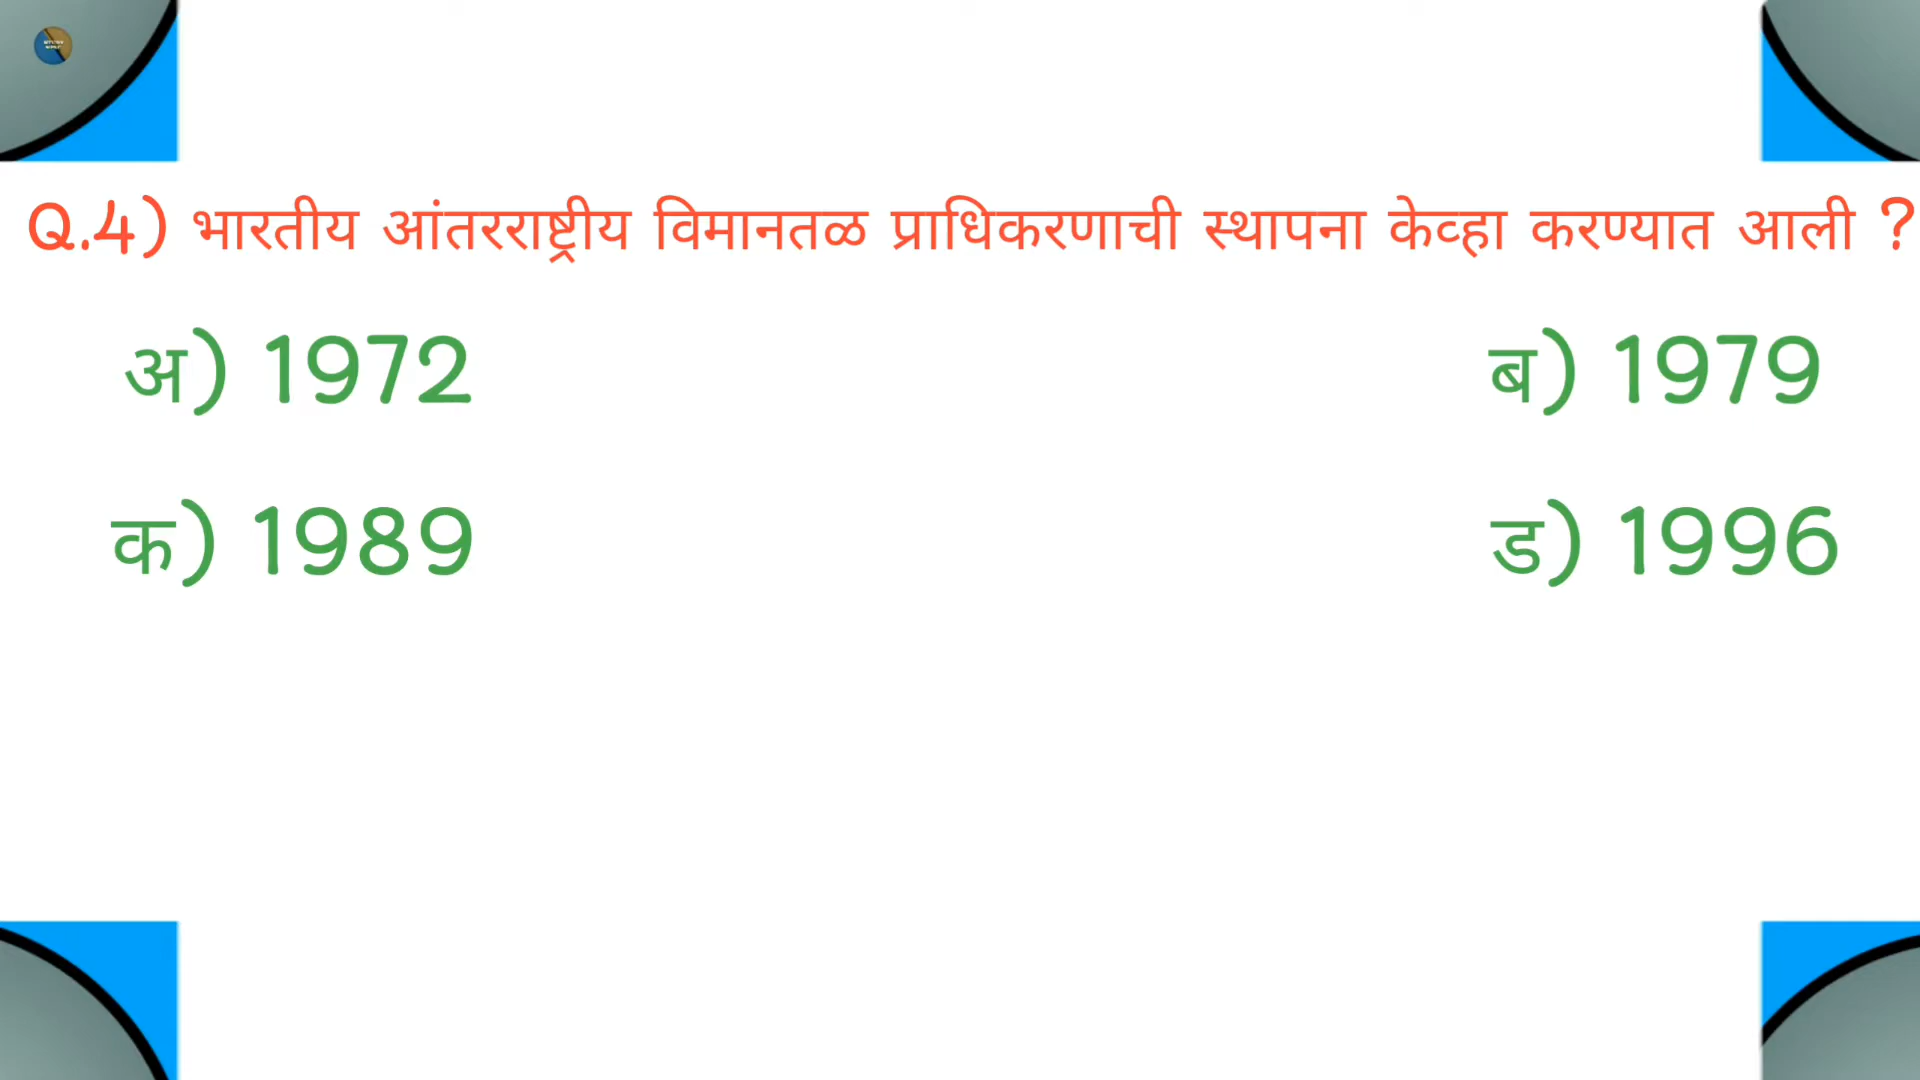 Q.4) भारतीय आंतरराष्ट्रीय विमानतळ प्राधिकरणाची स्थापना केव्हा करण्यात आली ?
अ) 1972
ब) 1979
क) 1989
ड) 1996